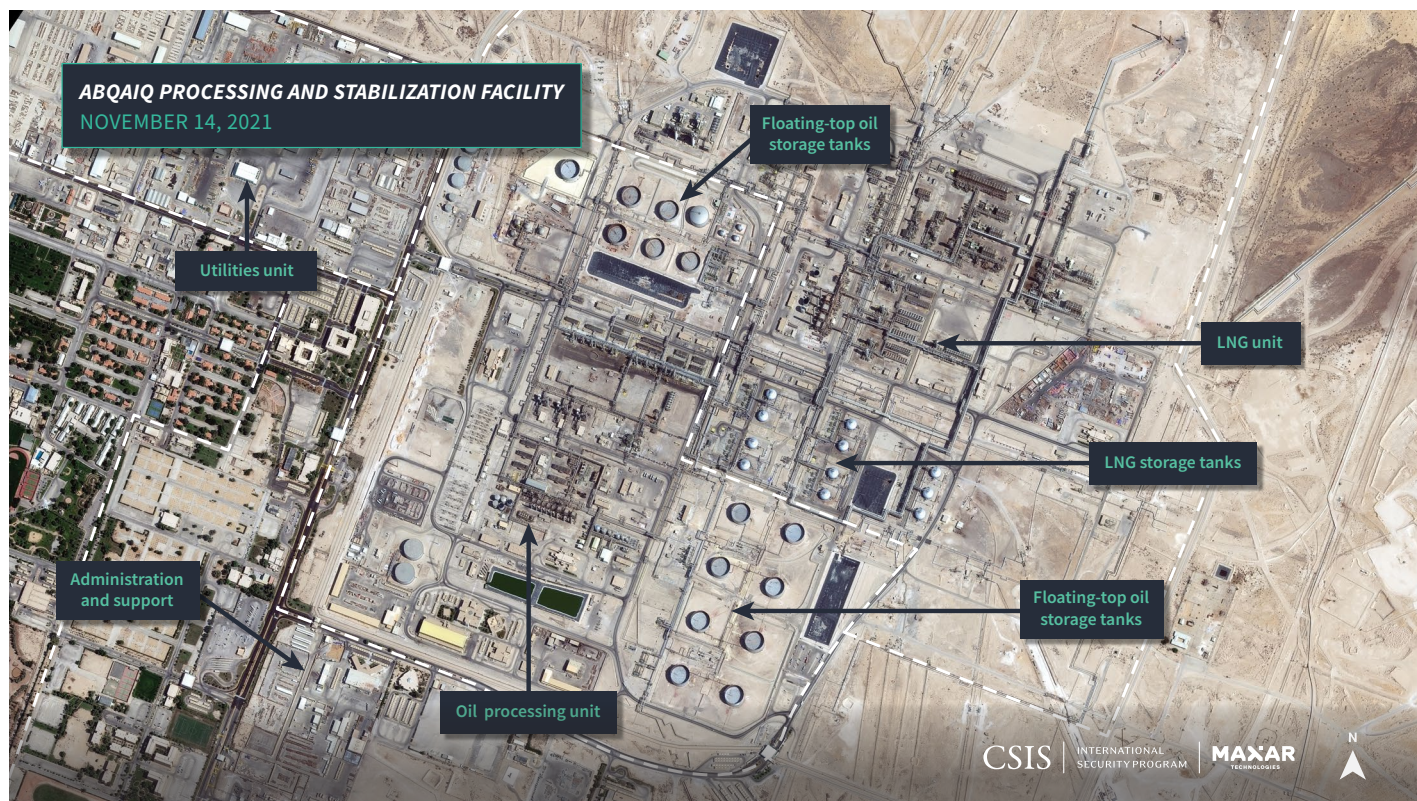 ABQAIQ PROCESSING AND STABILIZATION FACILITY
NOVEMBER 14, 2021
Floating-top oil
storage tanks
Utilities unit
LNG unit
LNG storage tanks
Administration
and support
Floating-top oil
storage tanks
Oil processing unit
CSIS
INTERNATIONAL
SECURITY PROGRAM
MAXAR
TECHNOLOGIES
N